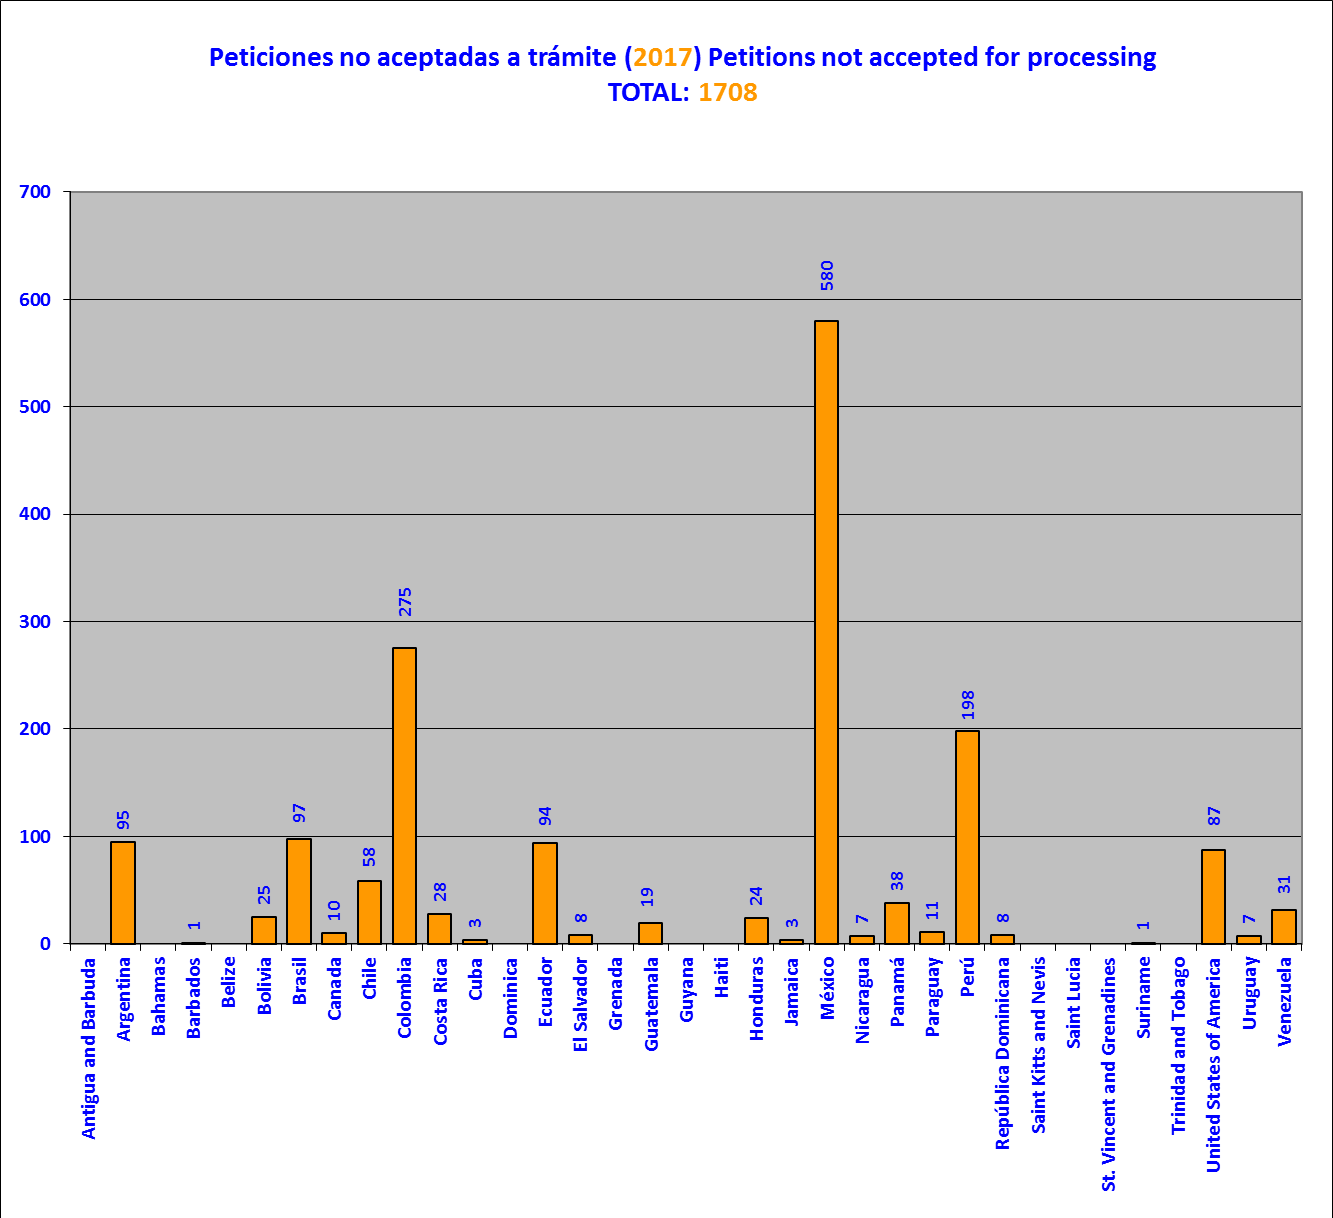 Peticiones no aceptadas a trámite (2017) Petitions not accepted for processing
TOTAL: 1708
700
600
500
400
300
200
100
0
95
1
25
97
10
58
275
28
3
94
8
19
24
3
580
7
38
11
198
8
1
87
7
31
Antigua and Barbuda
Argentina
Bahamas
Barbados
Belize
Bolivia
Brasil
Canada
Chile
Colombia
Costa Rica
Cuba
Dominica
Ecuador
El Salvador
Grenada
Guatemala
Guyana
Haiti
Honduras
Jamaica
México
Nicaragua
Panamá
Paraguay
Perú
República Dominicana
Saint Kitts and Nevis
Saint Lucia
St. Vincent and Grenadines
Suriname
Trinidad and Tobago
United States of America
Uruguay
Venezuela